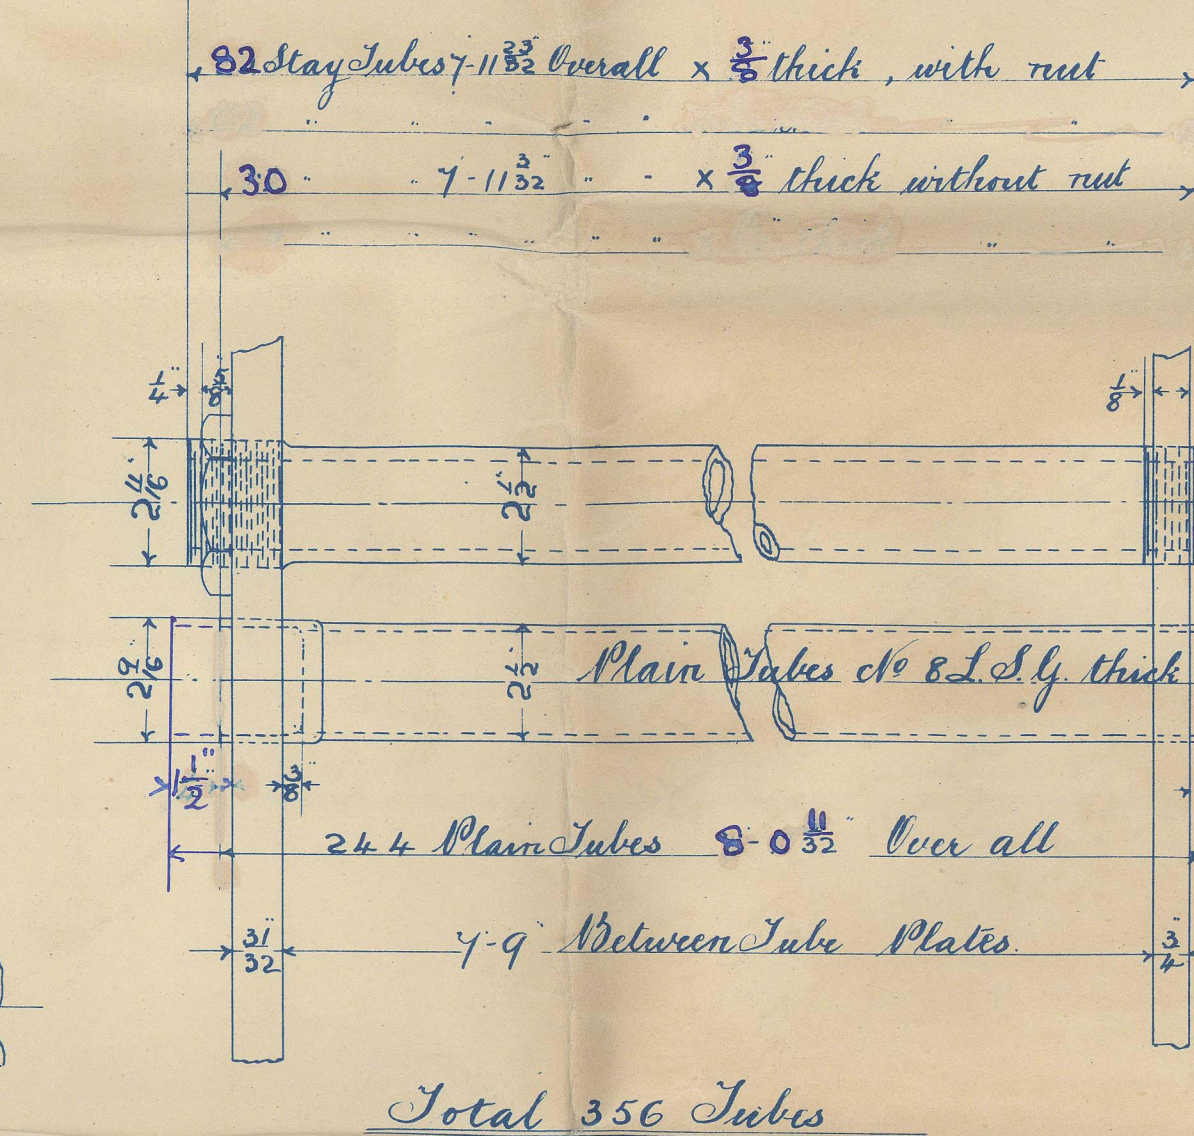 82 Stay Tubes 7-11 23/32" Overall × 3/8" thick, with nut
" " " " " " "
30 " " 7-11 3/32" " " × 3/8" thick without nut
" " " " " " " " "
1/4" 5/8" 1/8"
2 11/16" 2 1/2"
2 9/16" 2 1/2" Plain Tubes No 8 L.S.G. thick
1 1/2" 3/8"
244 Plain Tubes 8-0 11/32" Over all
31/32" 7-9" Between Tube Plates. 3/4"
Total 356 Tubes